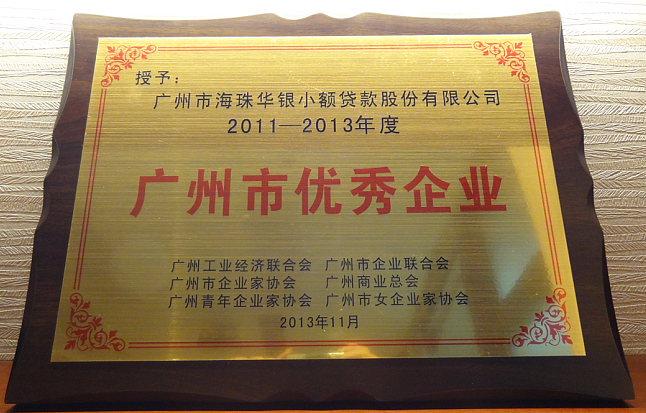 授予：
广州市海珠华银小额贷款股份有限公司
2011—2013年度
广州市优秀企业
广州工业经济联合会 广州市企业联合会
广州市企业家协会 广州商业总会
广州青年企业家协会 广州市女企业家协会
2013年11月